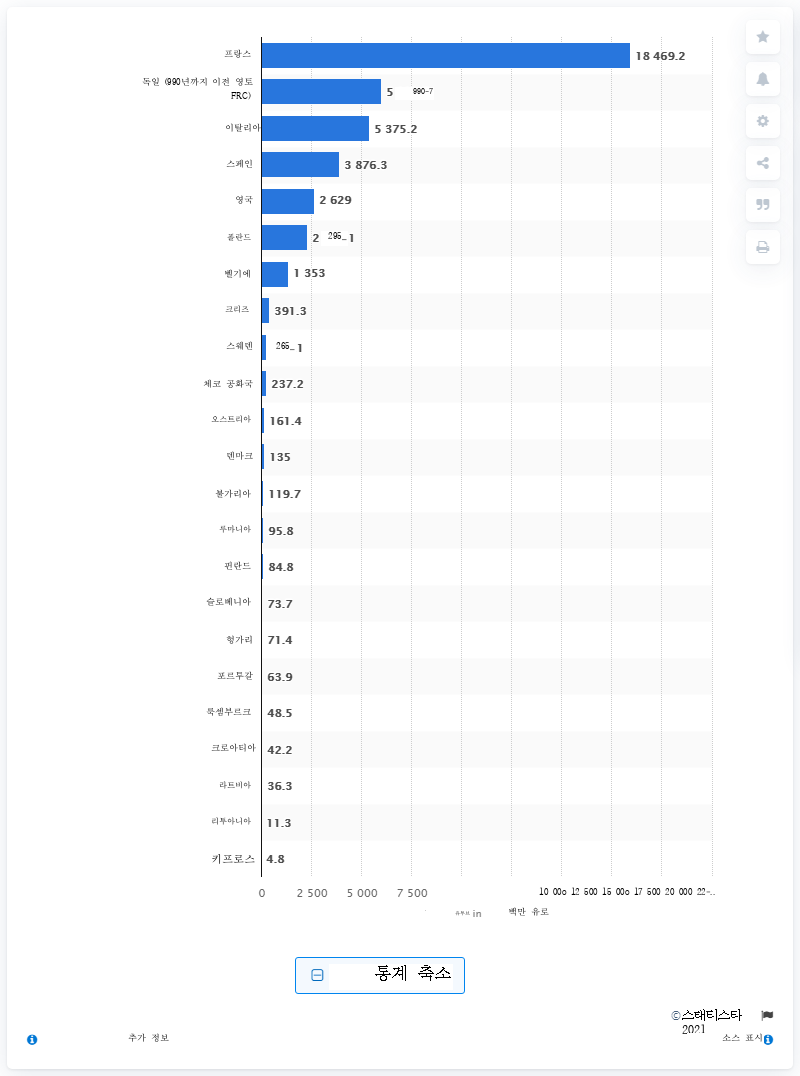 프랑스 18 469.2
독일 (990년까지 이전 영토
FRC) 5 990-7
이탈리아 5 375.2
스페인 3 876.3
영국 2 629
폴란드 2 295-1
벨기에 1 353
크리즈 391.3
스웨덴 265-1
체코 공화국 237.2
오스트리아 161.4
덴마크 135
불가리아 119.7
루마니아 95.8
핀란드 84.8
슬로베니아 73.7
헝가리 71.4
포르투갈 63.9
룩셈부르크 48.5
크로아티아 42.2
라트비아 36.3
리투아니아 11.3
키프로스 4.8
0 2 500 5 000 7 500 10 00o 12 500 15 00o 17 500 20 000 22-..
in 백만 유로
통계 축소
©스태티스타
2021
추가 정보 소스 표시